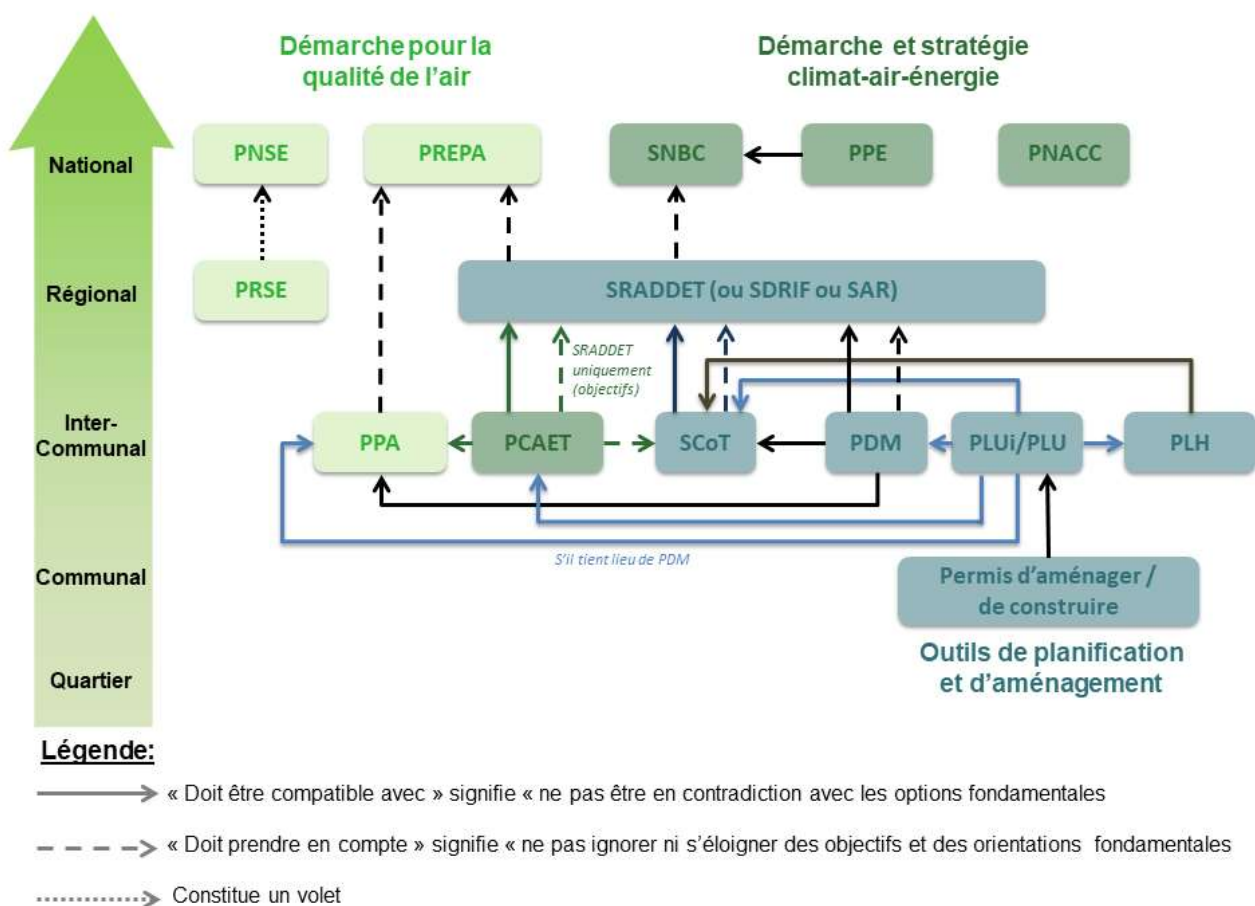 Démarche pour la
qualité de l’air
Démarche et stratégie
climat-air-énergie
National
PNSE
PREPA
SNBC
PPE
PNACC
Régional
PRSE
SRADDET (ou SDRIF ou SAR)
SRADDET
uniquement
(objectifs)
Inter-
Communal
PPA
PCAET
SCoT
PDM
PLUi/PLU
PLH
S’il tient lieu de PDM
Communal
Permis d’aménager /
de construire
Quartier
Outils de planification
et d’aménagement
Légende:
« Doit être compatible avec » signifie « ne pas être en contradiction avec les options fondamentales
« Doit prendre en compte » signifie « ne pas ignorer ni s’éloigner des objectifs et des orientations fondamentales
Constitue un volet